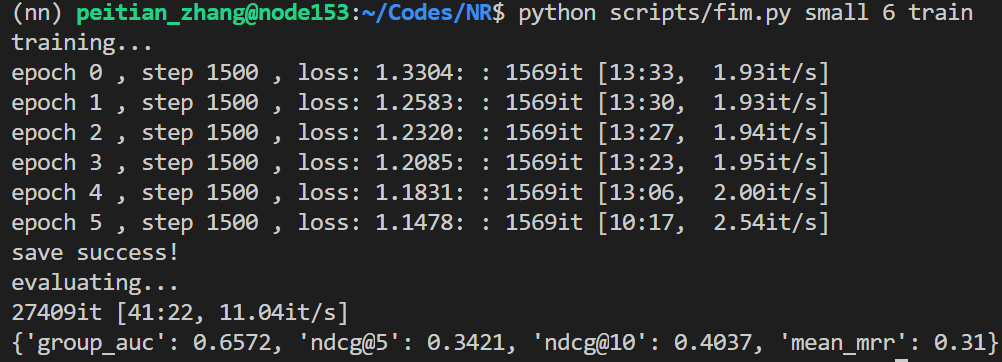 (nn) peitian_zhang@node153:~/Codes/NR$ python scripts/fim.py small 6 train
training...
epoch 0 , step 1500 , loss: 1.3304: : 1569it [13:33,  1.93it/s]
epoch 1 , step 1500 , loss: 1.2583: : 1569it [13:30,  1.93it/s]
epoch 2 , step 1500 , loss: 1.2320: : 1569it [13:27,  1.94it/s]
epoch 3 , step 1500 , loss: 1.2085: : 1569it [13:23,  1.95it/s]
epoch 4 , step 1500 , loss: 1.1831: : 1569it [13:06,  2.00it/s]
epoch 5 , step 1500 , loss: 1.1478: : 1569it [10:17,  2.54it/s]
save success!
evaluating...
27409it [41:22, 11.04it/s]
{'group_auc': 0.6572, 'ndcg@5': 0.3421, 'ndcg@10': 0.4037, 'mean_mrr': 0.31}